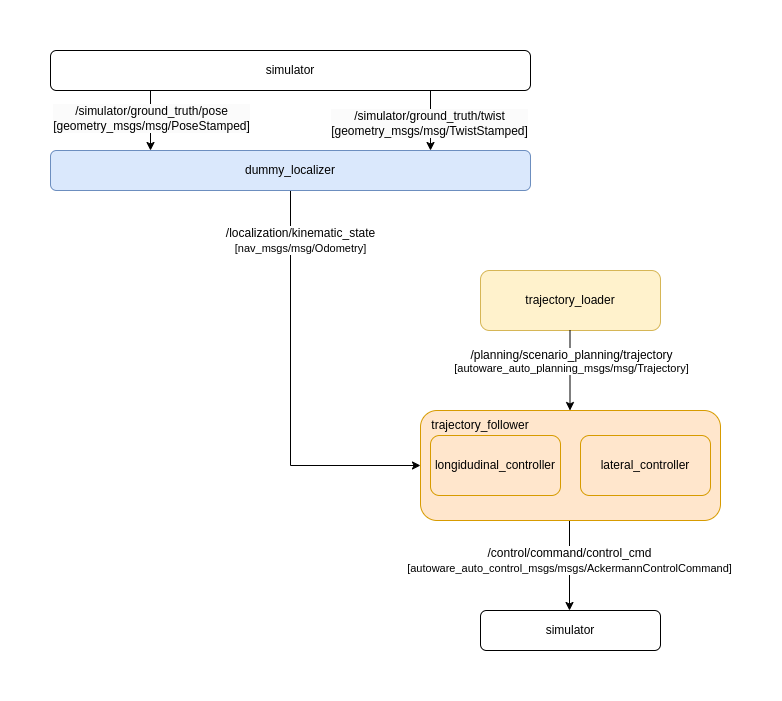 simulator
/simulator/ground_truth/pose
[geometry_msgs/msg/PoseStamped]
/simulator/ground_truth/twist
[geometry_msgs/msg/TwistStamped]
dummy_localizer
/localization/kinematic_state
[nav_msgs/msg/Odometry]
trajectory_loader
/planning/scenario_planning/trajectory
[autoware_auto_planning_msgs/msg/Trajectory]
trajectory_follower
longidudinal_controller
lateral_controller
/control/command/control_cmd
[autoware_auto_control_msgs/msgs/AckermannControlCommand]
simulator